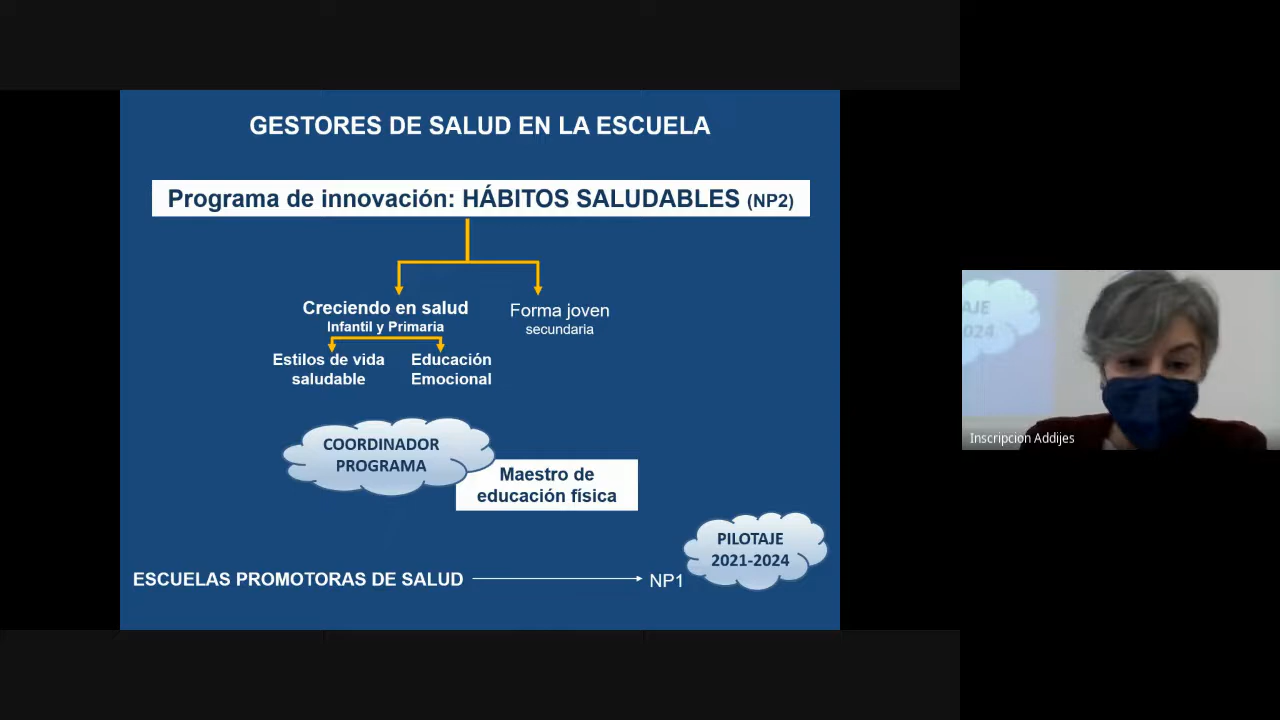 GESTORES DE SALUD EN LA ESCUELA
Programa de innovación: HÁBITOS SALUDABLES (NP2)
Creciendo en salud
Infantil y Primaria
Forma joven
secundaria
Estilos de vida
saludable
Educación
Emocional
COORDINADOR
PROGRAMA
Maestro de
educación física
PILOTAJE
2021-2024
ESCUELAS PROMOTORAS DE SALUD
NP1
AJE
024
Inscripcion Addijes